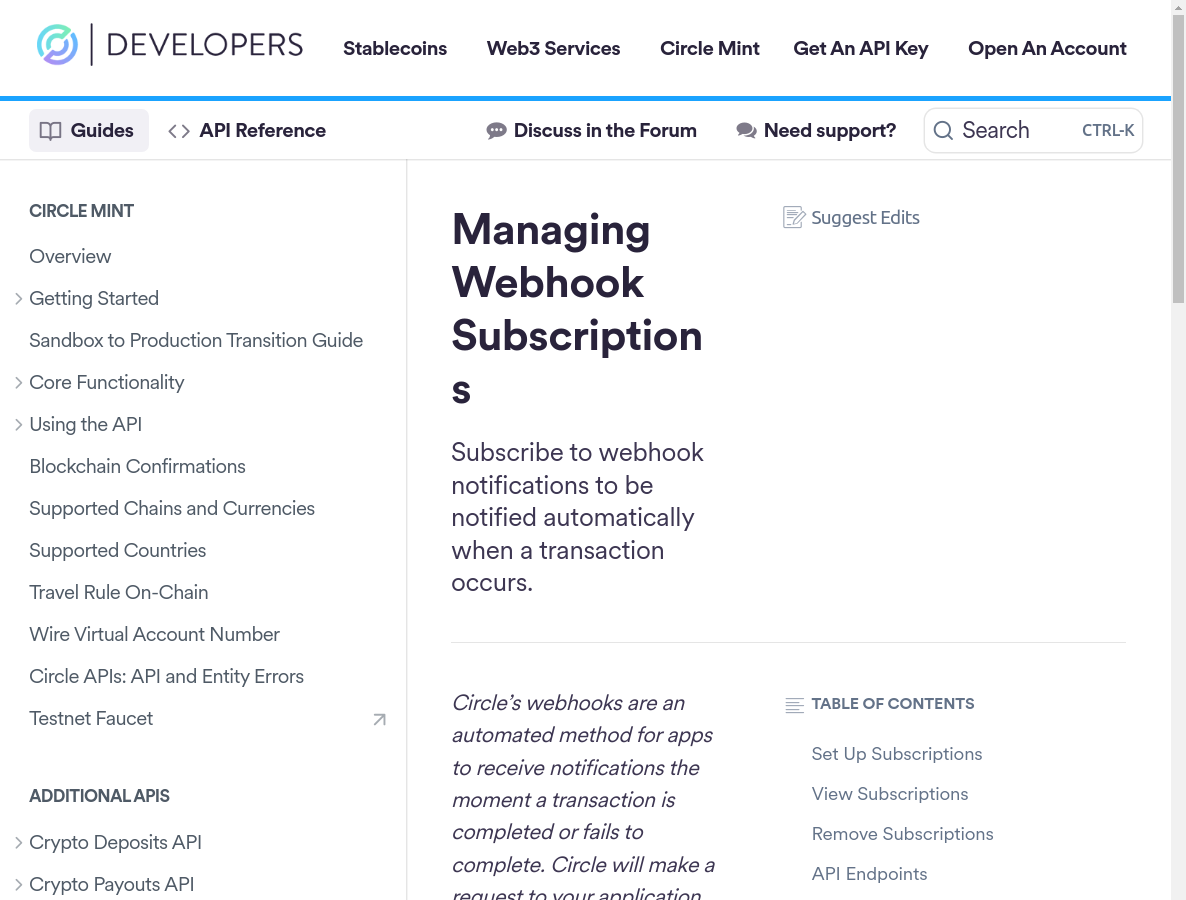 DEVELOPERS
Stablecoins
Web3 Services
Circle Mint
Get An API Key
Open An Account
Guides
API Reference
Discuss in the Forum
Need support?
Search
CTRL-K
CIRCLE MINT
Overview
Getting Started
Sandbox to Production Transition Guide
Core Functionality
Using the API
Blockchain Confirmations
Supported Chains and Currencies
Supported Countries
Travel Rule On-Chain
Wire Virtual Account Number
Circle APIs: API and Entity Errors
Testnet Faucet
ADDITIONAL APIS
Crypto Deposits API
Crypto Payouts API
Managing
Webhook
Subscription
s
Suggest Edits
Subscribe to webhook
notifications to be
notified automatically
when a transaction
occurs.
Circle’s webhooks are an
automated method for apps
to receive notifications the
moment a transaction is
completed or fails to
complete. Circle will make a
request to your application
TABLE OF CONTENTS
Set Up Subscriptions
View Subscriptions
Remove Subscriptions
API Endpoints